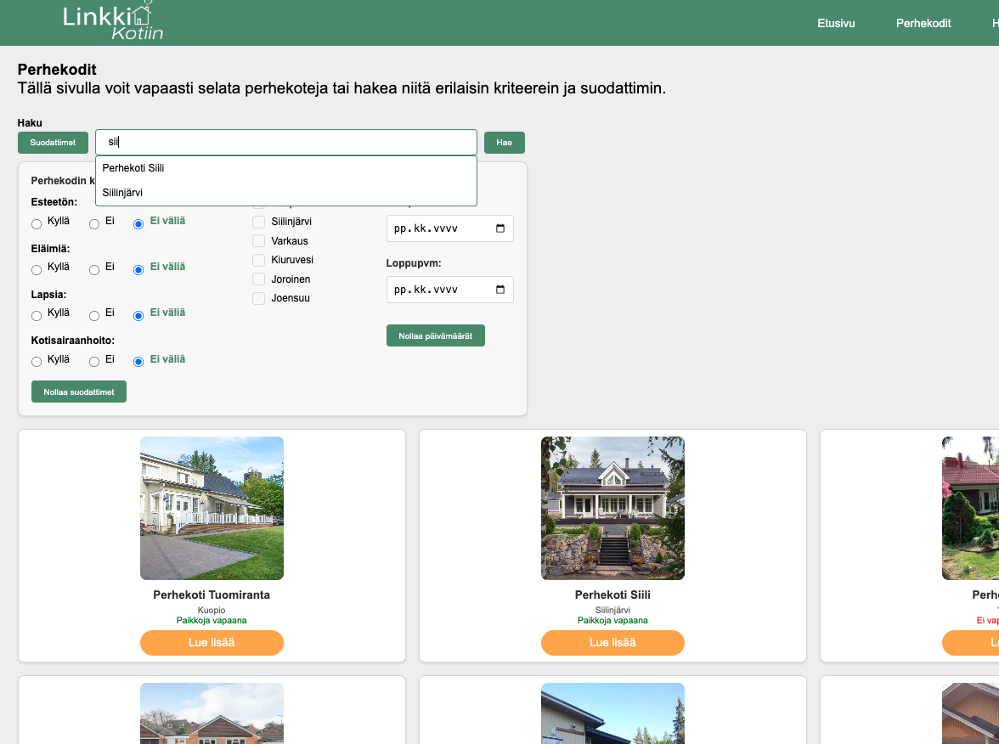 Linkki
Kotiin
Etusivu Perhekodit H
Perhekodit
Tällä sivulla voit vapaasti selata perhekoteja tai hakea niitä erilaisin kriteerein ja suodattimin.
Haku
Suodattimet sii Hae
Perhekoti Siili
Siilinjärvi
Perhekodin k
Esteetön:
Kyllä Ei Ei väliä
Eläimiä:
Kyllä Ei Ei väliä
Lapsia:
Kyllä Ei Ei väliä
Kotisairaanhoito:
Kyllä Ei Ei väliä
Nollaa suodattimet
Siilinjärvi
Varkaus
Kiuruvesi
Joroinen
Joensuu
pp.kk.vvvv
Loppupvm:
pp.kk.vvvv
Nollaa päivämäärät
Perhekoti Tuomiranta
Kuopio
Paikkoja vapaana
Lue lisää
Perhekoti Siili
Siilinjärvi
Paikkoja vapaana
Lue lisää
Perh
Ei vap